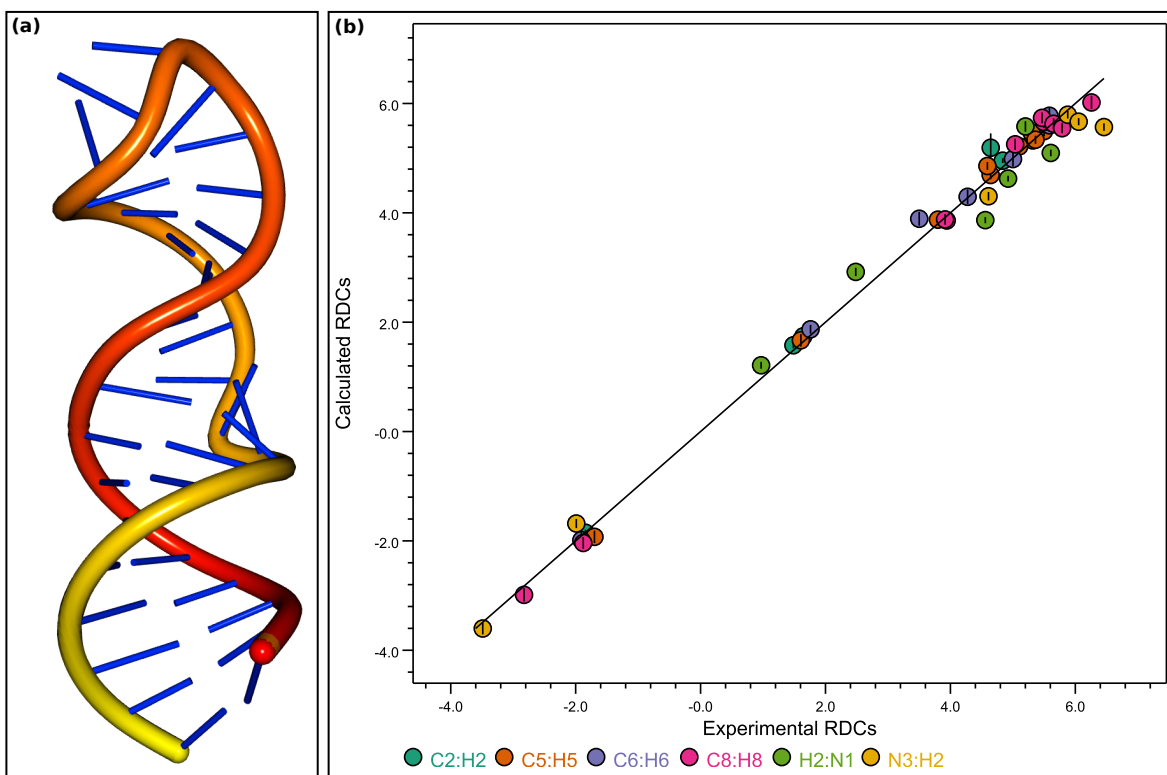 (a)
(b)
Calculated RDCs
6.0
4.0
2.0
-0.0
-2.0
-4.0
-4.0 -2.0 -0.0 2.0 4.0 6.0
Experimental RDCs
C2:H2 C5:H5 C6:H6 C8:H8 H2:N1 N3:H2